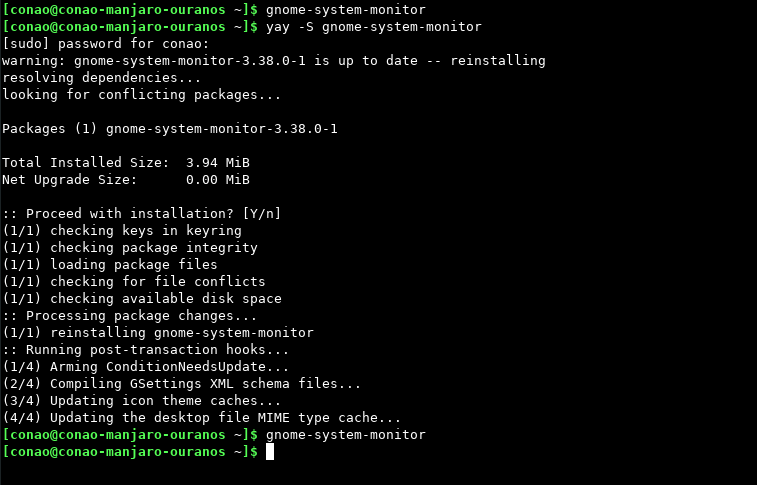 [conao@conao-manjaro-ouranos ~]$ gnome-system-monitor
[conao@conao-manjaro-ouranos ~]$ yay -S gnome-system-monitor
[sudo] password for conao:
warning: gnome-system-monitor-3.38.0-1 is up to date -- reinstalling
resolving dependencies...
looking for conflicting packages...
Packages (1) gnome-system-monitor-3.38.0-1
Total Installed Size:  3.94 MiB
Net Upgrade Size:      0.00 MiB
:: Proceed with installation? [Y/n]
(1/1) checking keys in keyring
(1/1) checking package integrity
(1/1) loading package files
(1/1) checking for file conflicts
(1/1) checking available disk space
:: Processing package changes...
(1/1) reinstalling gnome-system-monitor
:: Running post-transaction hooks...
(1/4) Arming ConditionNeedsUpdate...
(2/4) Compiling GSettings XML schema files...
(3/4) Updating icon theme caches...
(4/4) Updating the desktop file MIME type cache...
[conao@conao-manjaro-ouranos ~]$ gnome-system-monitor
[conao@conao-manjaro-ouranos ~]$